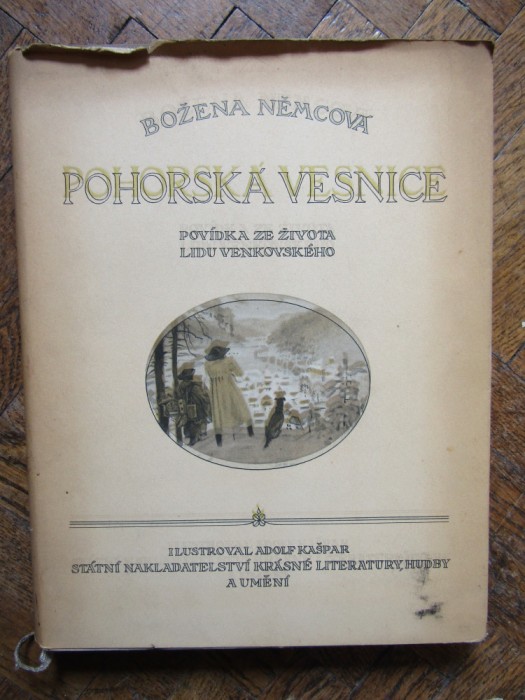 BOŽENA NĚMCOVÁ
POHORSKÁ VESNICE
POVÍDKA ZE ŽIVOTA
LIDU VENKOVSKÉHO
ILUSTROVAL ADOLF KAŠPAR
STÁTNÍ NAKLADATELSTVÍ KRÁSNÉ LITERATURY, HUDBY
A UMĚNÍ